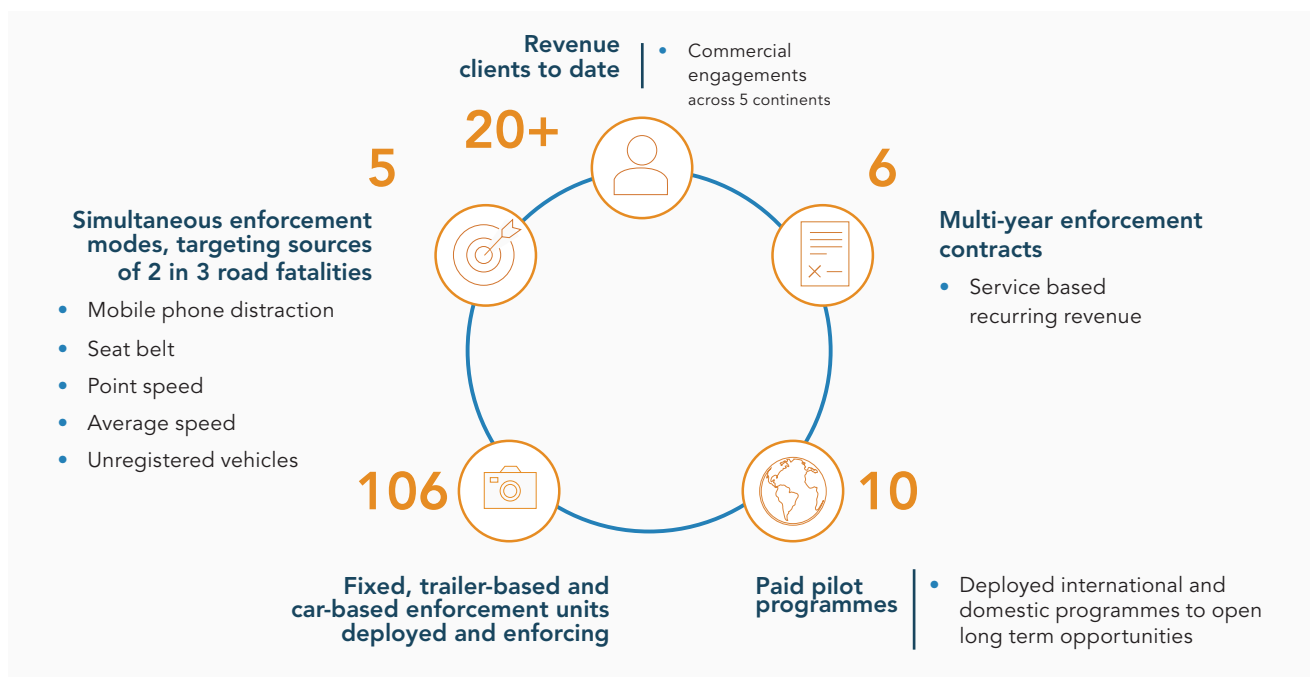 Revenue
clients to date
• Commercial
engagements
across 5 continents
20+
5
Simultaneous enforcement
modes, targeting sources
of 2 in 3 road fatalities
• Mobile phone distraction
• Seat belt
• Point speed
• Average speed
• Unregistered vehicles
6
Multi-year enforcement
contracts
• Service based
recurring revenue
106
Fixed, trailer-based and
car-based enforcement units
deployed and enforcing
10
Paid pilot
programmes
• Deployed international and
domestic programmes to open
long term opportunities